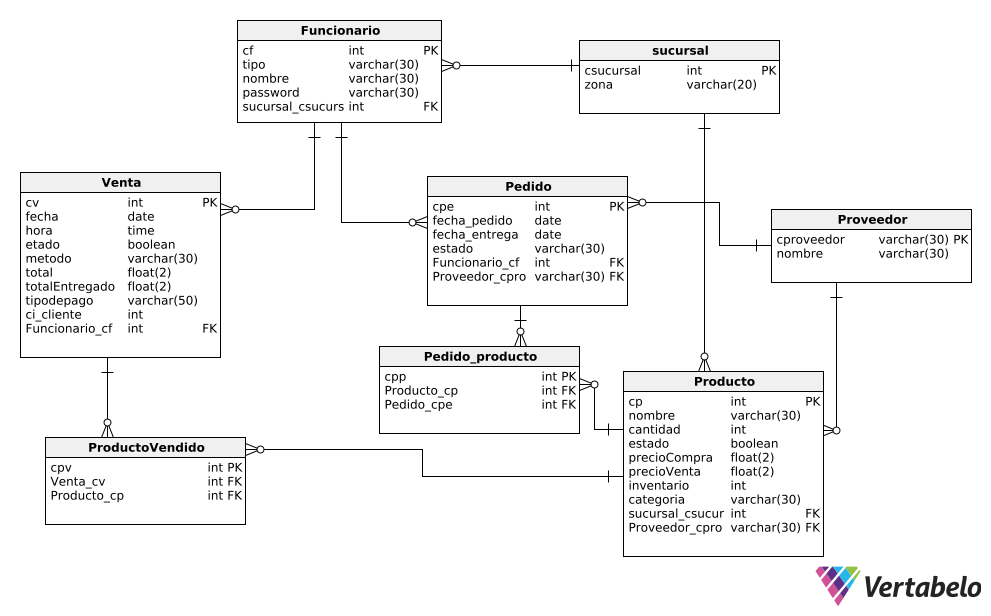 Funcionario
cf int PK
tipo varchar(30)
nombre varchar(30)
password varchar(30)
sucursal_csucurs int FK
sucursal
csucursal int PK
zona varchar(20)
Venta
cv int PK
fecha date
hora time
etado boolean
metodo varchar(30)
total float(2)
totalEntregado float(2)
tipodepago varchar(50)
ci_cliente int
Funcionario_cf int FK
Pedido
cpe int PK
fecha_pedido date
fecha_entrega date
estado varchar(30)
Funcionario_cf int FK
Proveedor_cpro varchar(30) FK
Proveedor
cproveedor varchar(30) PK
nombre varchar(30)
Pedido_producto
cpp int PK
Producto_cp int FK
Pedido_cpe int FK
Producto
cp int PK
nombre varchar(30)
cantidad int
estado boolean
precioCompra float(2)
precioVenta float(2)
inventario int
categoria varchar(30)
sucursal_csucur int FK
Proveedor_cpro varchar(30) FK
ProductoVendido
cpv int PK
Venta_cv int FK
Producto_cp int FK
Vertabelo